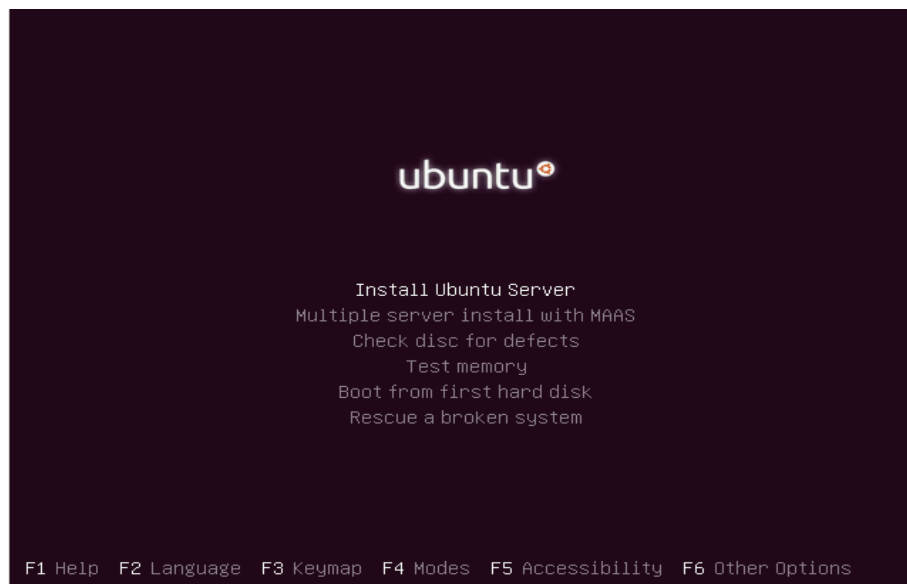 ubuntu
Install Ubuntu Server
Multiple server install with MAAS
Check disc for defects
Test memory
Boot from first hard disk
Rescue a broken system
F1 Help F2 Language F3 Keymap F4 Modes F5 Accessibility F6 Other Options